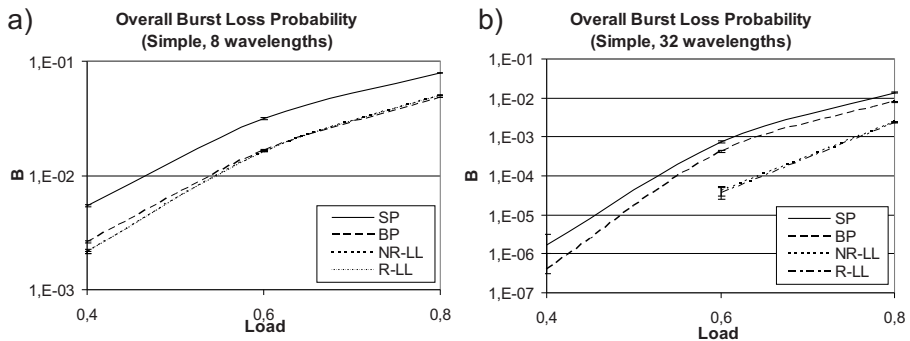 a)
Overall Burst Loss Probability
(Simple, 8 wavelengths)
1,E-01
1,E-02
1,E-03
B
0,4
0,6
0,8
Load
SP
BP
NR-LL
R-LL
b)
Overall Burst Loss Probability
(Simple, 32 wavelengths)
1,E-01
1,E-02
1,E-03
1,E-04
1,E-05
1,E-06
1,E-07
B
0,4
0,6
0,8
Load
SP
BP
NR-LL
R-LL